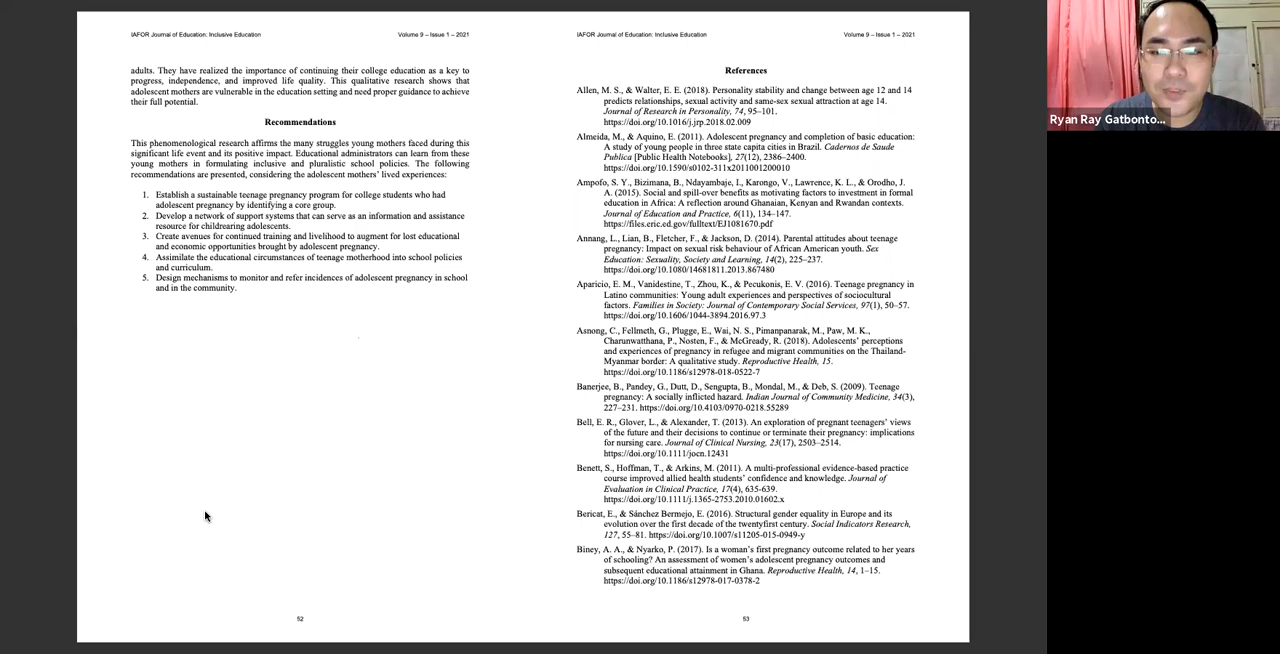 IAFOR Journal of Education: Inclusive Education
Volume 9 – Issue 1 – 2021
adults. They have realized the importance of continuing their college education as a key to
progress, independence, and improved life quality. This qualitative research shows that
adolescent mothers are vulnerable in the education setting and need proper guidance to achieve
their full potential.
Recommendations
This phenomenological research affirms the many struggles young mothers faced during this
significant life event and its positive impact. Educational administrators can learn from these
young mothers in formulating inclusive and pluralistic school policies. The following
recommendations are presented, considering the adolescent mothers' lived experiences:
1. Establish a sustainable teenage pregnancy program for college students who had
adolescent pregnancy by identifying a core group.
2. Develop a network of support systems that can serve as an information and assistance
resource for childrearing adolescents.
3. Create avenues for continued training and livelihood to augment for lost educational
and economic opportunities brought by adolescent pregnancy.
4. Assimilate the educational circumstances of teenage motherhood into school policies
and curriculum.
5. Design mechanisms to monitor and refer incidences of adolescent pregnancy in school
and in the community.
52
IAFOR Journal of Education: Inclusive Education
Volume 9 – Issue 1 – 2021
References
Allen, M. S., & Walter, E. E. (2018). Personality stability and change between age 12 and 14
predicts relationships, sexual activity and same-sex sexual attraction at age 14.
Journal of Research in Personality, 74, 95–101.
https://doi.org/10.1016/j.jrp.2018.02.009
Almeida, M., & Aquino, E. (2011). Adolescent pregnancy and completion of basic education:
A study of young people in three state capita cities in Brazil. Cadernos de Saude
Publica [Public Health Notebooks], 27(12), 2386–2400.
https://doi.org/10.1590/s0102-311x2011001200010
Ampofo, S. Y., Bizimana, B., Ndayambaje, I., Karongo, V., Lawrence, K. L., & Orodho, J.
A. (2015). Social and spill-over benefits as motivating factors to investment in formal
education in Africa: A reflection around Ghanaian, Kenyan and Rwandan contexts.
Journal of Education and Practice, 6(11), 134–147.
https://files.eric.ed.gov/fulltext/EJ1081670.pdf
Annang, L., Lian, B., Fletcher, F., & Jackson, D. (2014). Parental attitudes about teenage
pregnancy: Impact on sexual risk behaviour of African American youth. Sex
Education: Sexuality, Society and Learning, 14(2), 225–237.
https://doi.org/10.1080/14681811.2013.867480
Aparicio, E. M., Vanidestine, T., Zhou, K., & Pecukonis, E. V. (2016). Teenage pregnancy in
Latino communities: Young adult experiences and perspectives of sociocultural
factors. Families in Society: Journal of Contemporary Social Services, 97(1), 50–57.
https://doi.org/10.1606/1044-3894.2016.97.3
Asnong, C., Fellmeth, G., Plugge, E., Wai, N. S., Pimanpanarak, M., Paw, M. K.,
Charunwatthana, P., Nosten, F., & McGready, R. (2018). Adolescents' perceptions
and experiences of pregnancy in refugee and migrant communities on the Thailand-
Myanmar border: A qualitative study. Reproductive Health, 15.
https://doi.org/10.1186/s12978-018-0522-7
Banerjee, B., Pandey, G., Dutt, D., Sengupta, B., Mondal, M., & Deb, S. (2009). Teenage
pregnancy: A socially inflicted hazard. Indian Journal of Community Medicine, 34(3),
227–231. https://doi.org/10.4103/0970-0218.55289
Bell, E. R., Glover, L., & Alexander, T. (2013). An exploration of pregnant teenagers' views
of the future and their decisions to continue or terminate their pregnancy: implications
for nursing care. Journal of Clinical Nursing, 23(17), 2503–2514.
https://doi.org/10.1111/jocn.12431
Benett, S., Hoffman, T., & Arkins, M. (2011). A multi-professional evidence-based practice
course improved allied health students' confidence and knowledge. Journal of
Evaluation in Clinical Practice, 17(4), 635-639.
https://doi.org/10.1111/j.1365-2753.2010.01602.x
Bericat, E., & Sánchez Bermejo, E. (2016). Structural gender equality in Europe and its
evolution over the first decade of the twentyfirst century. Social Indicators Research,
127, 55–81. https://doi.org/10.1007/s11205-015-0949-y
Biney, A. A., & Nyarko, P. (2017). Is a woman's first pregnancy outcome related to her years
of schooling? An assessment of women's adolescent pregnancy outcomes and
subsequent educational attainment in Ghana. Reproductive Health, 14, 1–15.
https://doi.org/10.1186/s12978-017-0378-2
53
Ryan Ray Gatbonto...